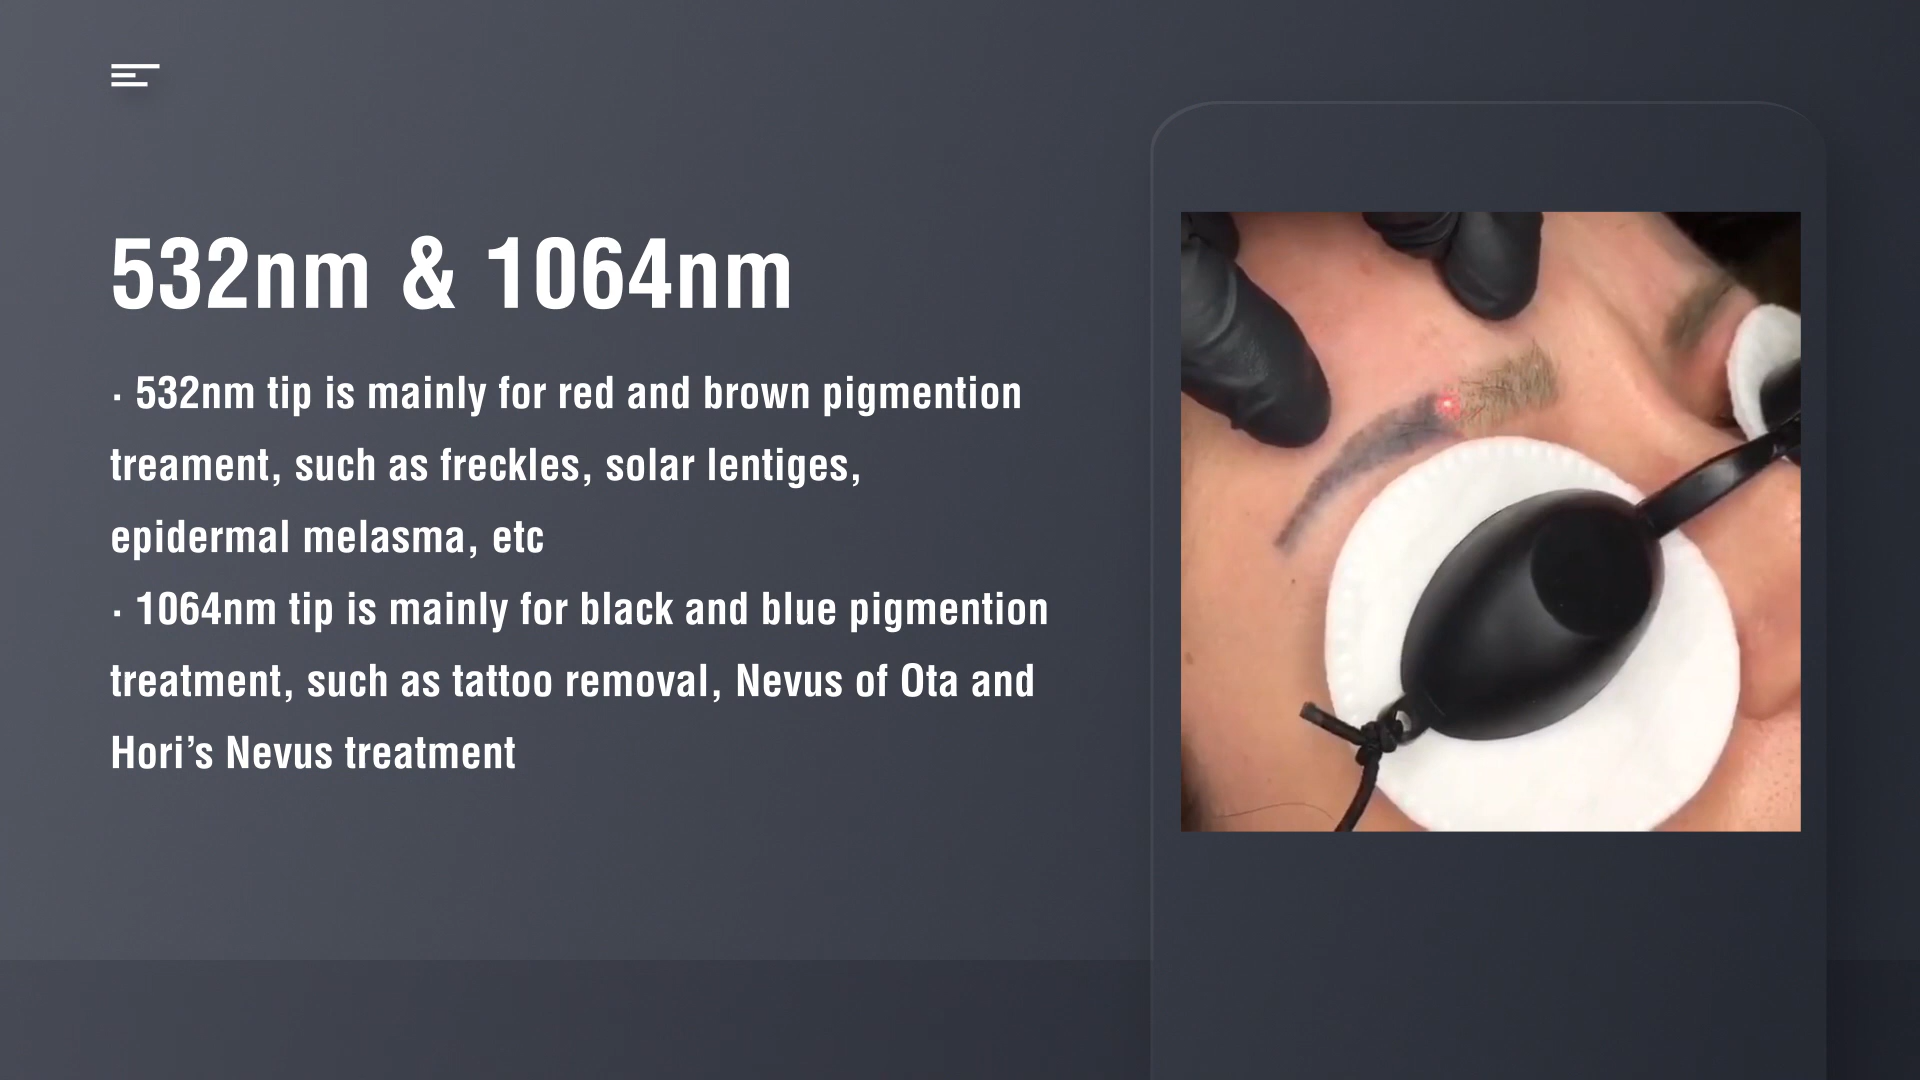 532nm & 1064nm
· 532nm tip is mainly for red and brown pigmention
treament, such as freckles, solar lentiges,
epidermal melasma, etc
· 1064nm tip is mainly for black and blue pigmention
treatment, such as tattoo removal, Nevus of Ota and
Hori’s Nevus treatment